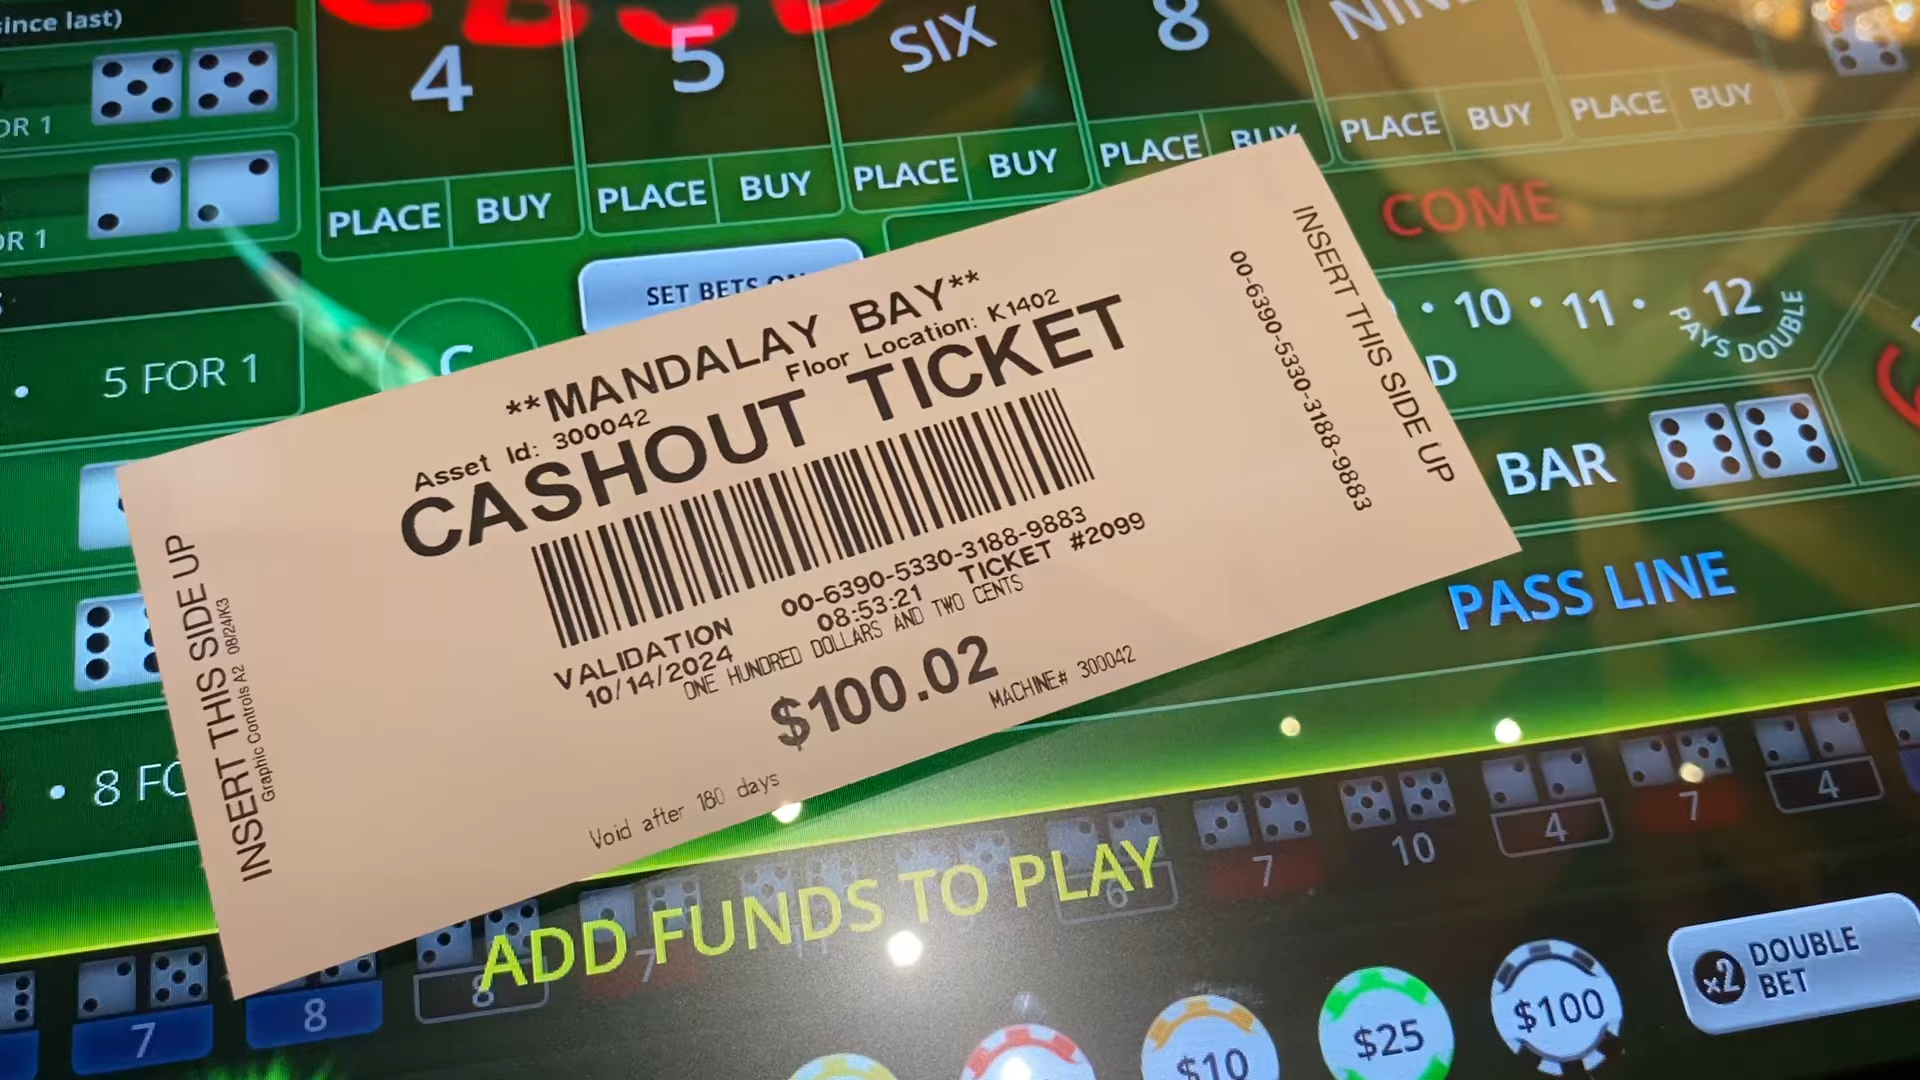 since last)
4
5
SIX
8
OR 1
PLACE BUY
PLACE BUY
PLACE BUY
PLACE BUY
PLACE BUY
PLACE BUY
OR 1
COME
SET BETS ON
5 FOR 1
C
10 • 11 • 12
PAYS DOUBLE
BAR
PASS LINE
• 8 FO
**MANDALAY BAY**
Floor Location: K1402
Asset Id: 300042
CASHOUT TICKET
00-6390-5330-3188-9883
VALIDATION
10/14/2024
08:53:21
TICKET #2099
ONE HUNDRED DOLLARS AND TWO CENTS
$100.02
MACHINE# 300042
Void after 180 days
INSERT THIS SIDE UP
Graphic Controls A2 08/24/K3
00-6390-5330-3188-9883
INSERT THIS SIDE UP
ADD FUNDS TO PLAY
7
8
8
7
6
7
10
4
7
4
$10
$25
$100
x2 DOUBLE
BET